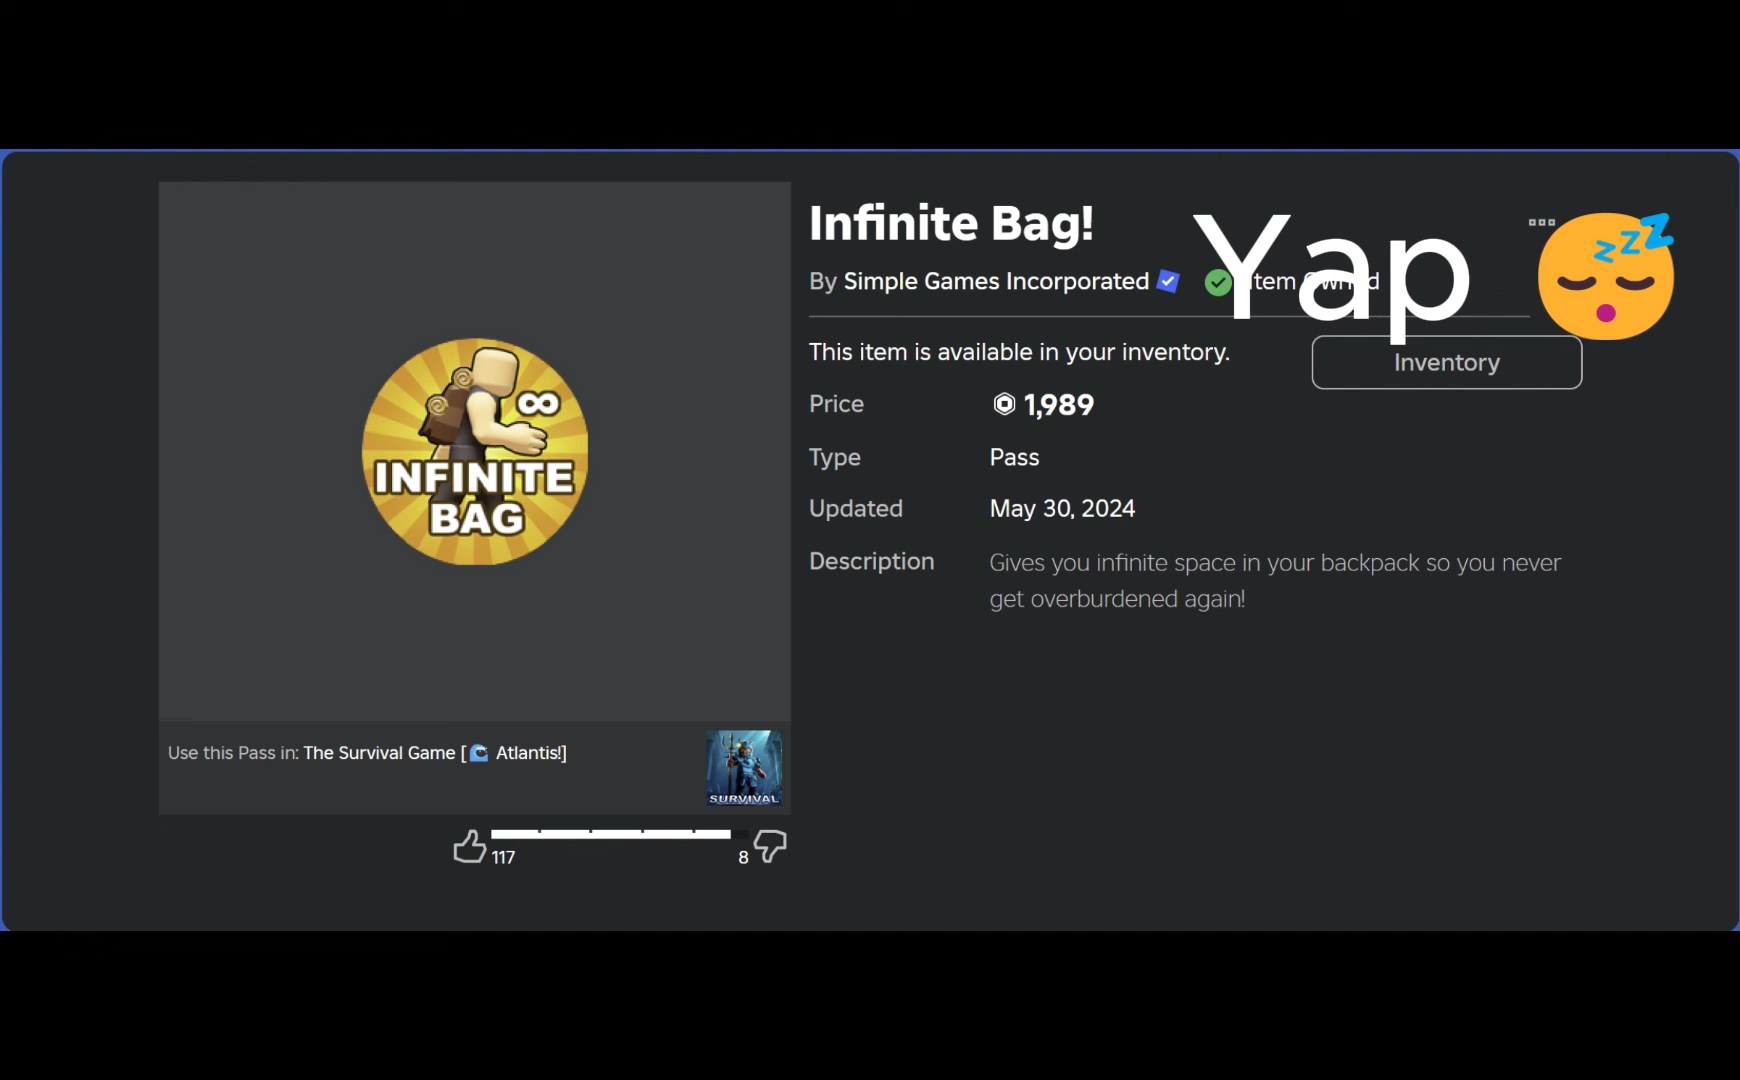 Infinite Bag!
Yap
By Simple Games Incorporated
Item Owned
This item is available in your inventory.
Inventory
Price 1,989
Type Pass
Updated May 30, 2024
Description Gives you infinite space in your backpack so you never
get overburdened again!
∞
INFINITE
BAG
Use this Pass in: The Survival Game [🌊 Atlantis!]
SURVIVAL
117
8